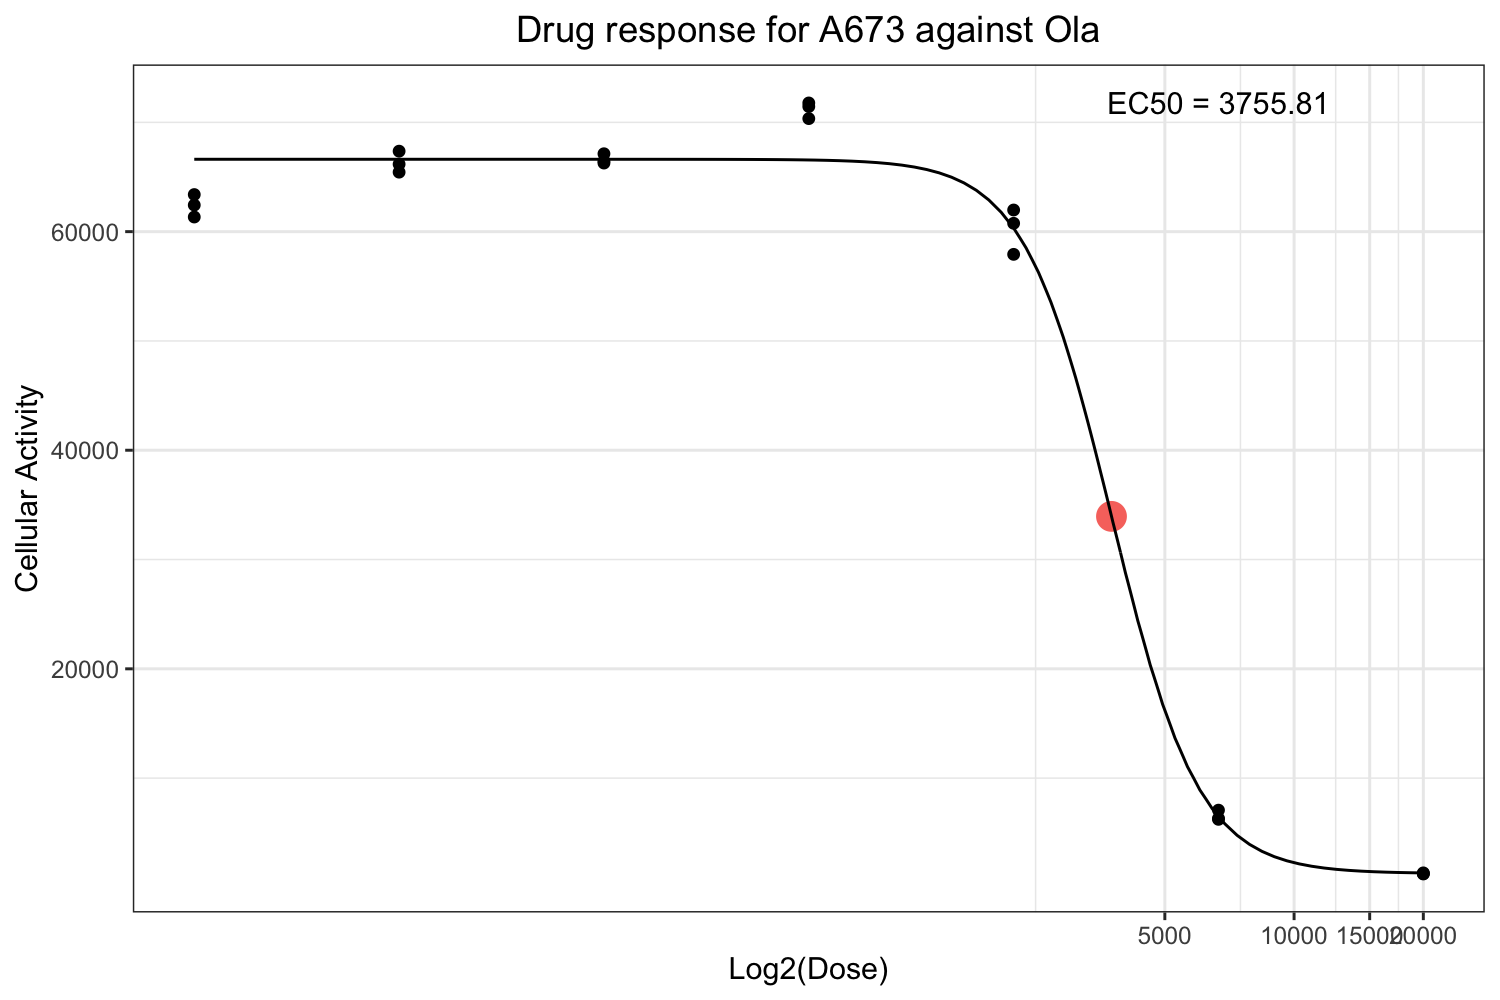 Drug response for A673 against Ola
EC50 = 3755.81
60000
40000
20000
Cellular Activity
5000 10000 15000 20000
Log2(Dose)